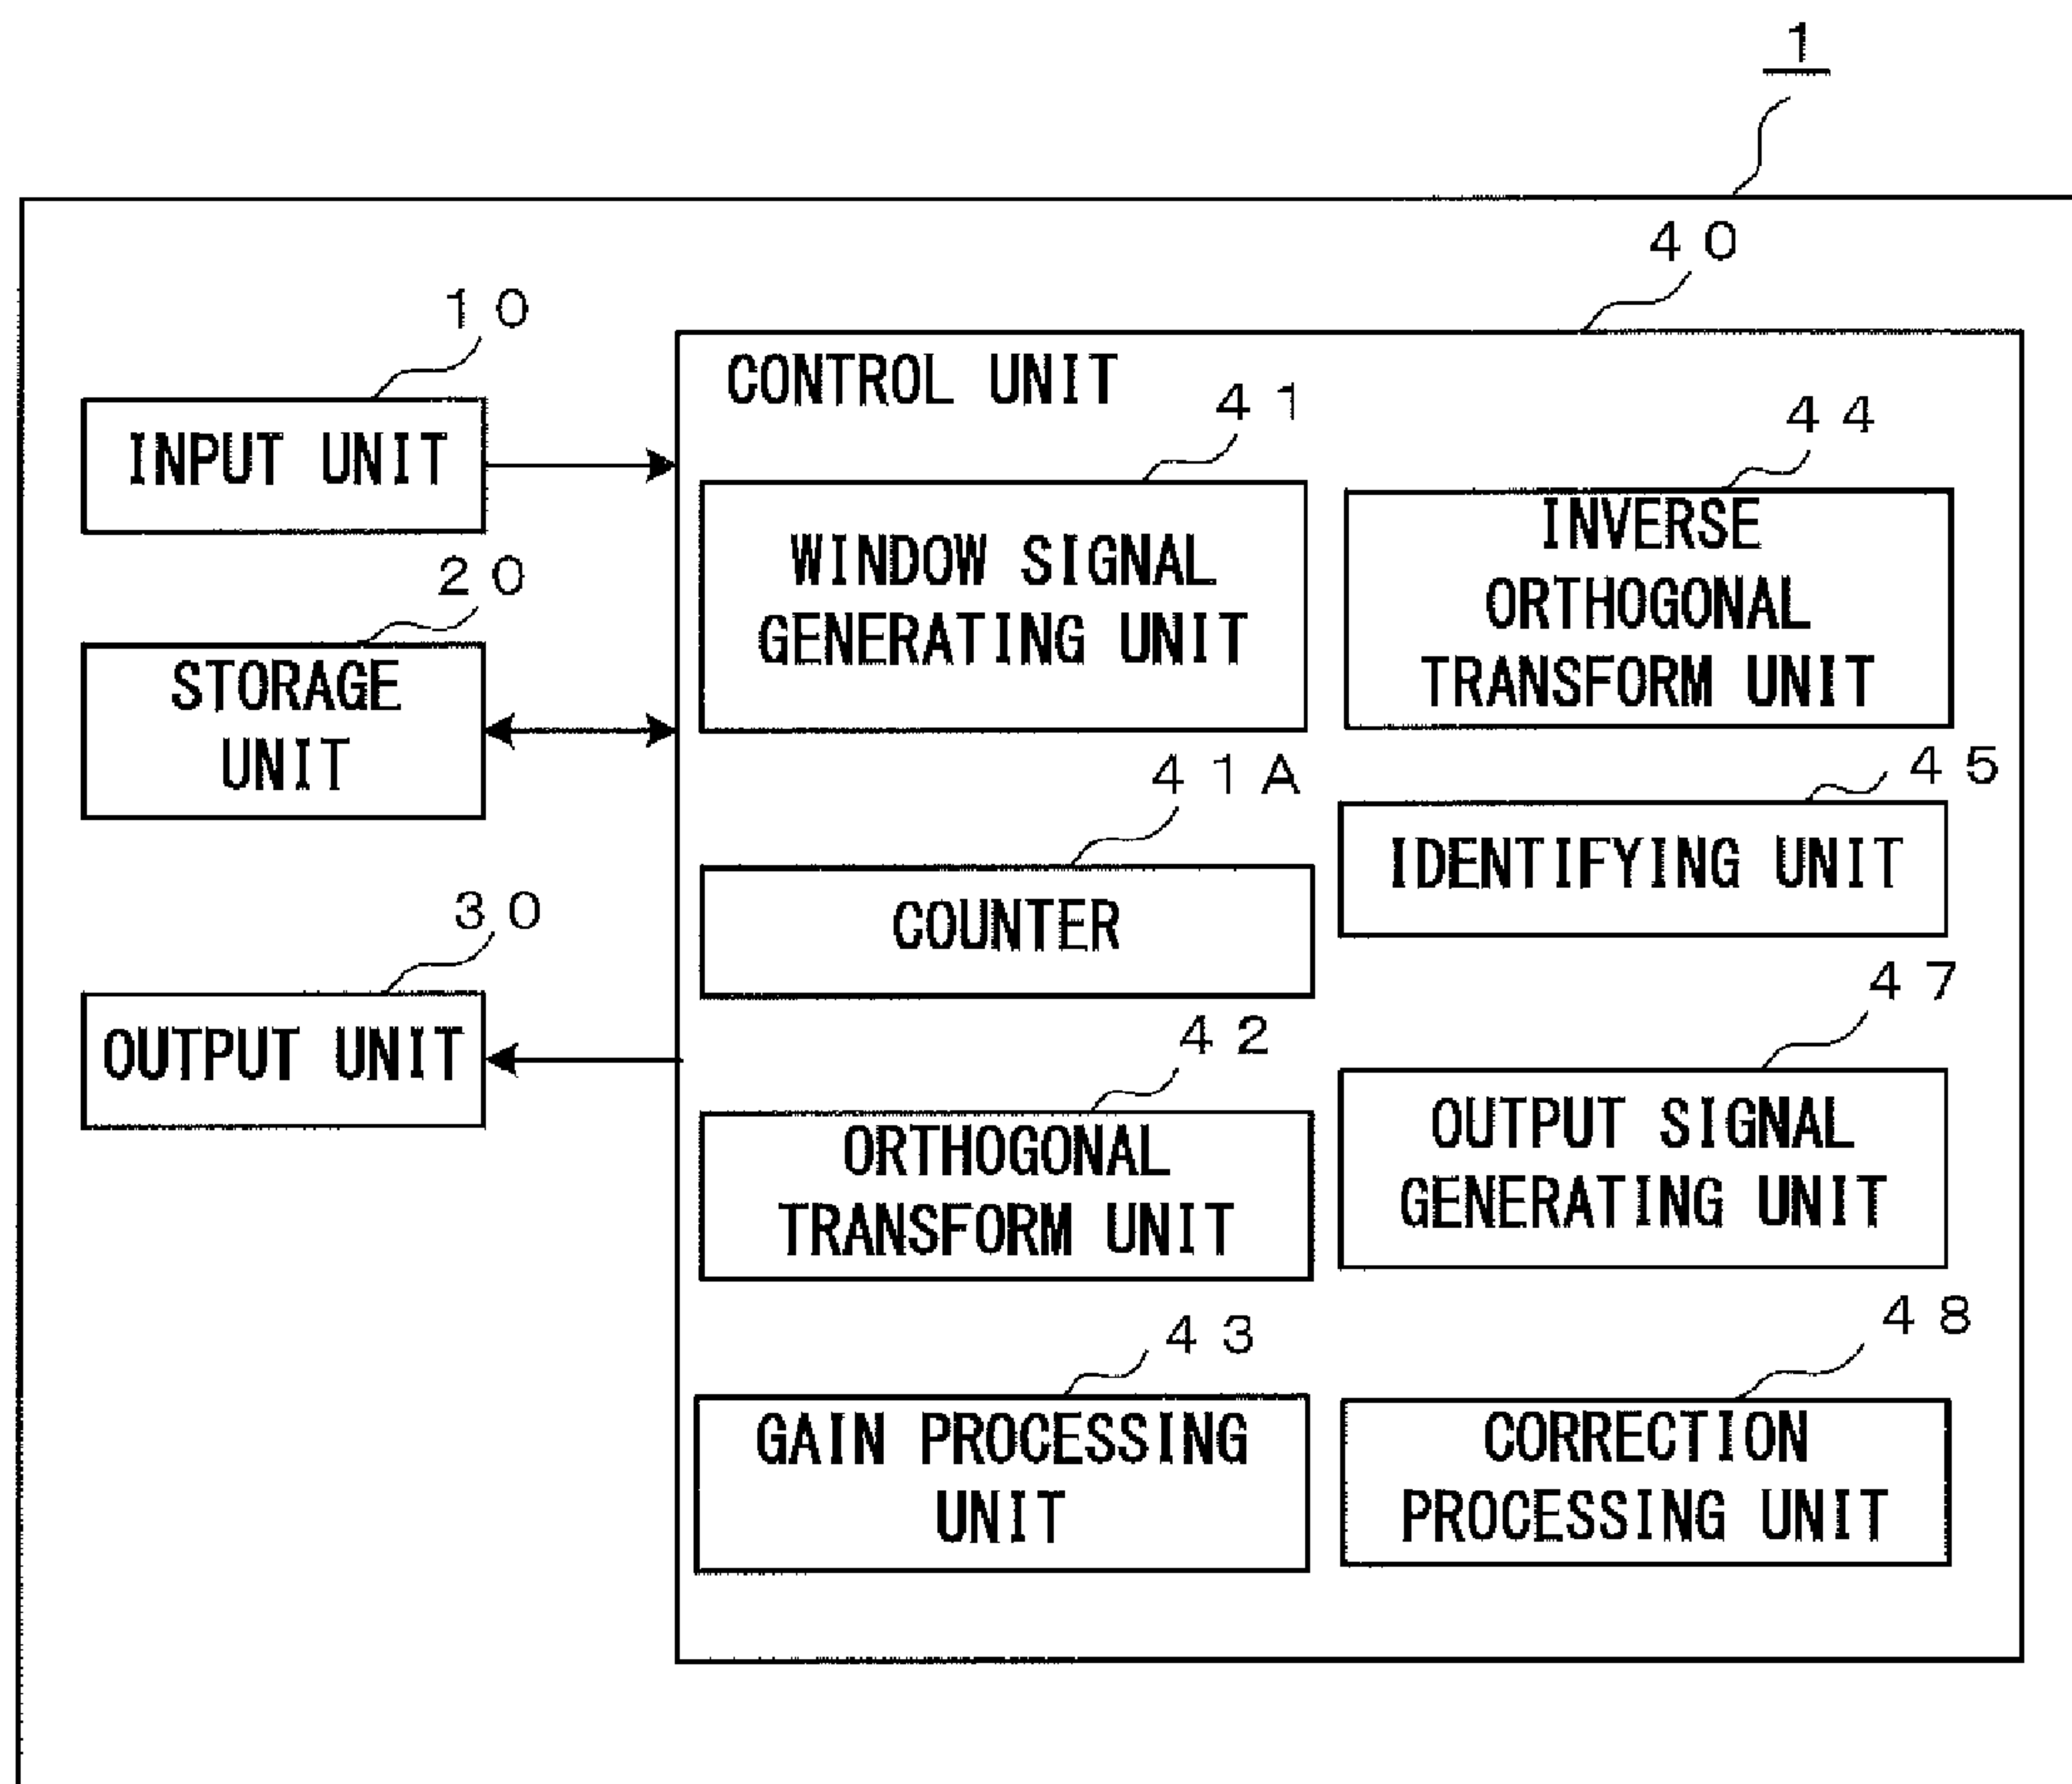 1
40
10
CONTROL UNIT
41
44
INPUT UNIT
WINDOW SIGNAL
GENERATING UNIT
INVERSE
ORTHOGONAL
TRANSFORM UNIT
20
STORAGE
UNIT
41A
45
COUNTER
IDENTIFYING UNIT
30
OUTPUT UNIT
42
47
ORTHOGONAL
TRANSFORM UNIT
OUTPUT SIGNAL
GENERATING UNIT
43
48
GAIN PROCESSING
UNIT
CORRECTION
PROCESSING UNIT